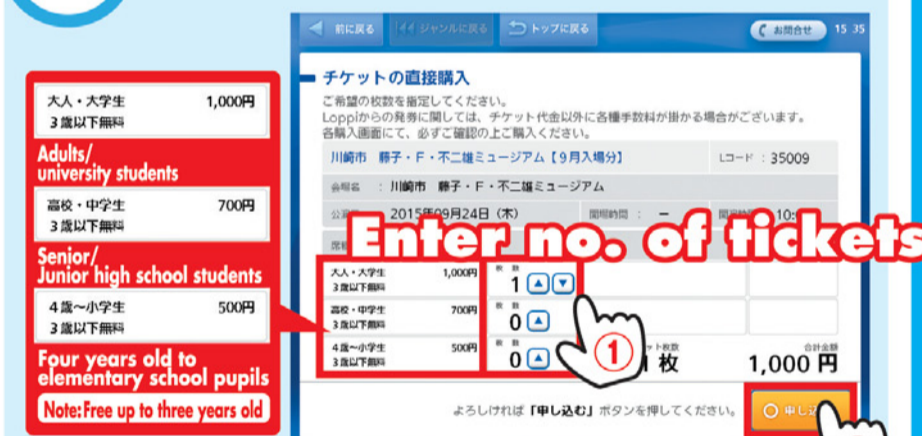 前に戻る ジャンルに戻る トップに戻る お問合せ 15 35
チケットの直接購入
ご希望の枚数を指定してください。
Loppiからの発券に関しては、チケット代金以外に各種手数料が掛かる場合がございます。
各購入画面にて、必ずご確認の上ご購入ください。
川崎市 藤子・F・不二雄ミュージアム【9月入場分】 Lコード : 35009
会場名 : 川崎市 藤子・F・不二雄ミュージアム
2015年09月24日 (木) 開場時間 : ー
Enter no. of tickets
大人・大学生 1,000円 枚 数
3歳以下無料 1
高校・中学生 700円 枚 数
3歳以下無料 0
4歳~小学生 500円 枚 数
3歳以下無料 0
① 1枚 合計金額
1,000 円
よろしければ「申し込む」ボタンを押してください。
大人・大学生 1,000円
3歳以下無料
Adults/
university students
高校・中学生 700円
3歳以下無料
Senior/
Junior high school students
4歳~小学生 500円
3歳以下無料
Four years old to
elementary school pupils
Note:Free up to three years old